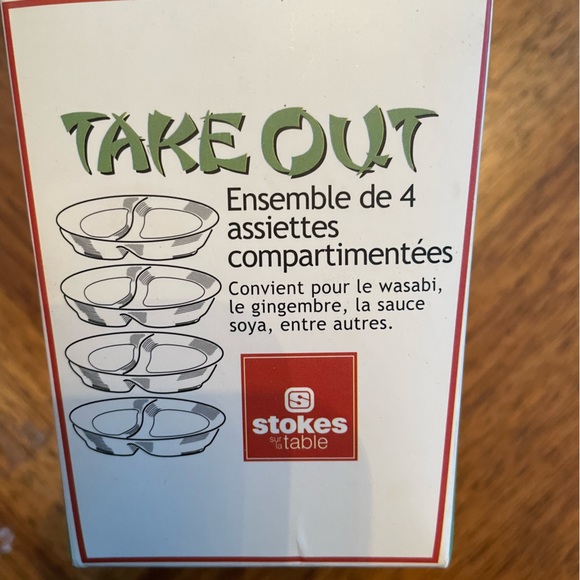 TAKE OUT
Ensemble de 4
assiettes
compartimentées
Convient pour le wasabi,
le gingembre, la sauce
soya, entre autres.
S
stokes
sur la table